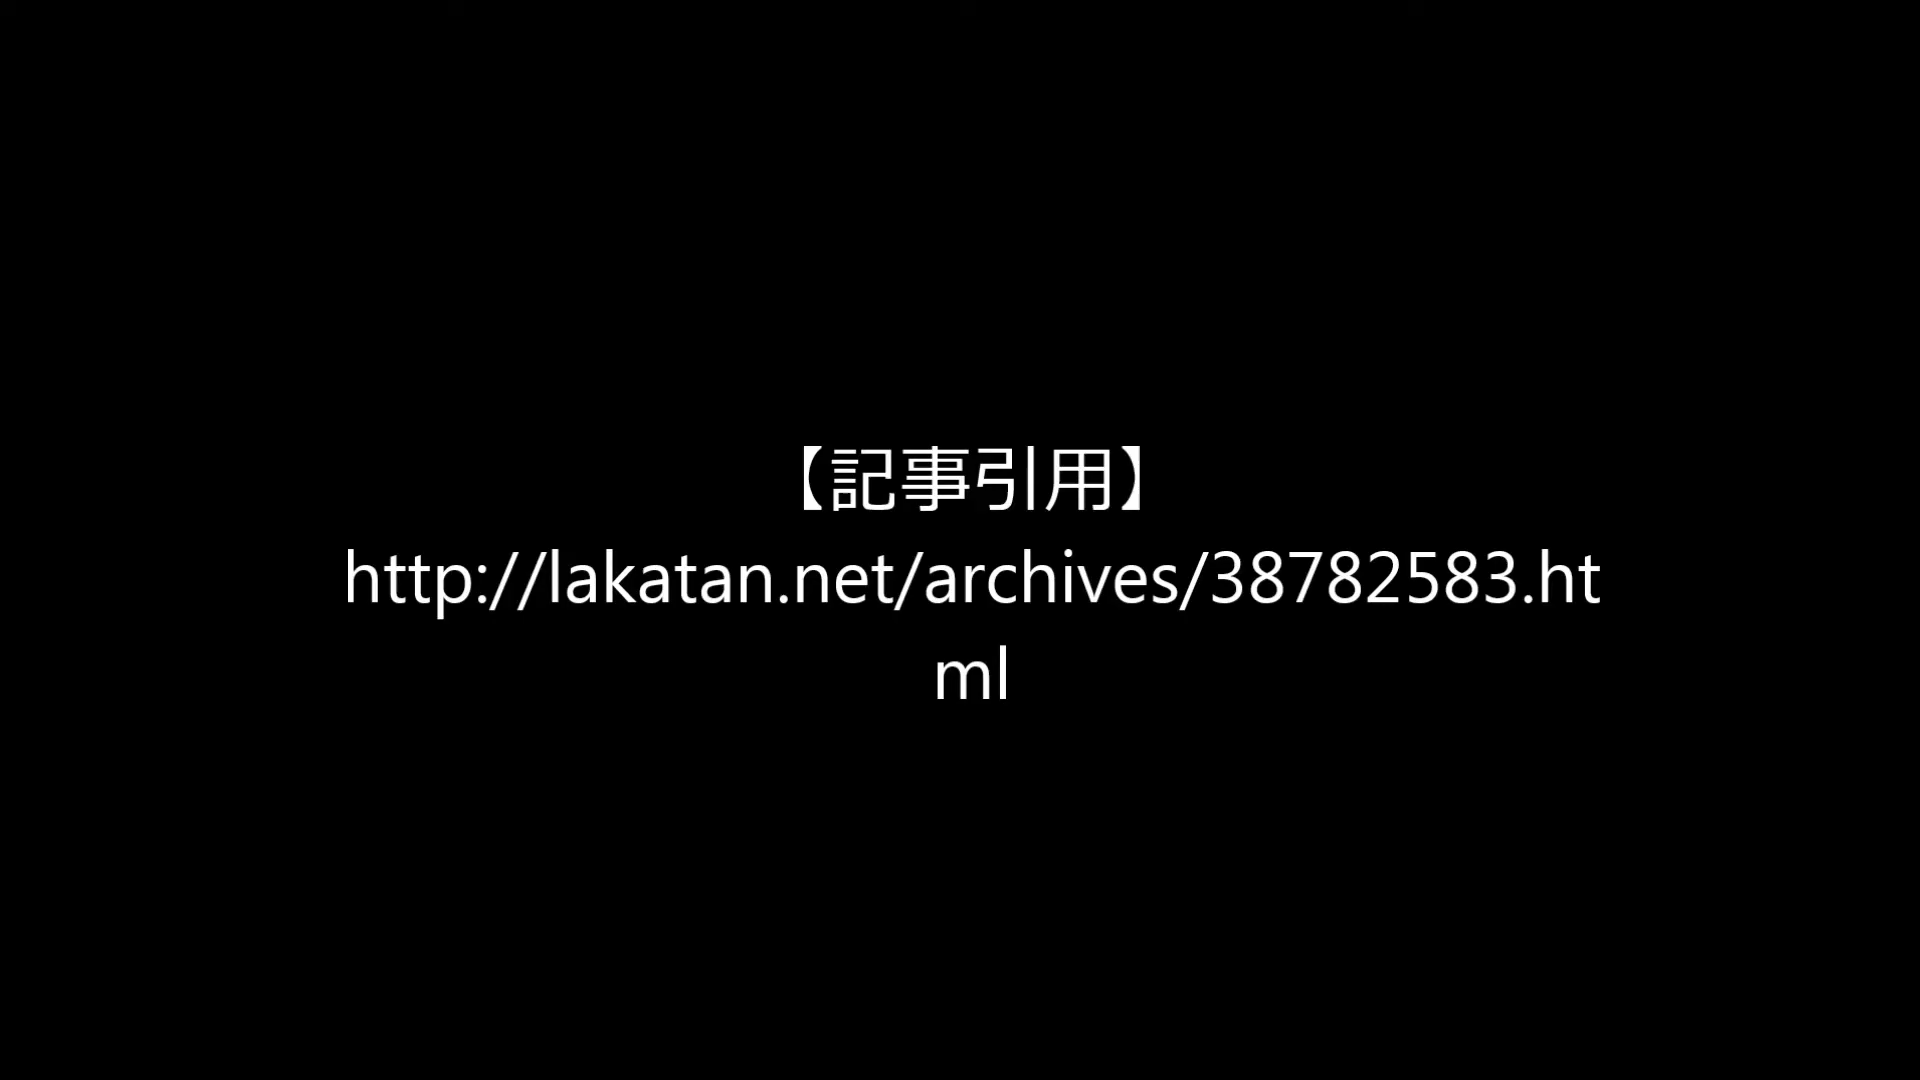 【記事引用】
http://lakatan.net/archives/38782583.ht
ml